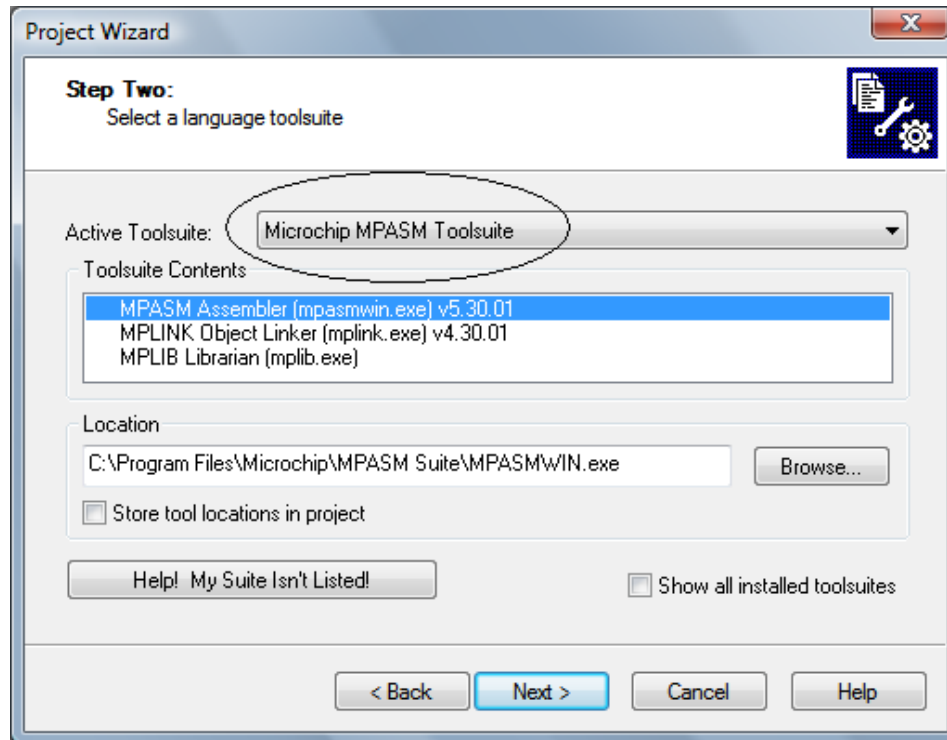 Project Wizard
Step Two:
Select a language toolsuite
Active Toolsuite: Microchip MPASM Toolsuite
Toolsuite Contents
MPASM Assembler (mpasmwin.exe) v5.30.01
MPLINK Object Linker (mplink.exe) v4.30.01
MPLIB Librarian (mplib.exe)
Location
C:\Program Files\Microchip\MPASM Suite\MPASMWIN.exe Browse...
Store tool locations in project
Help! My Suite Isn't Listed! Show all installed toolsuites
< Back Next > Cancel Help